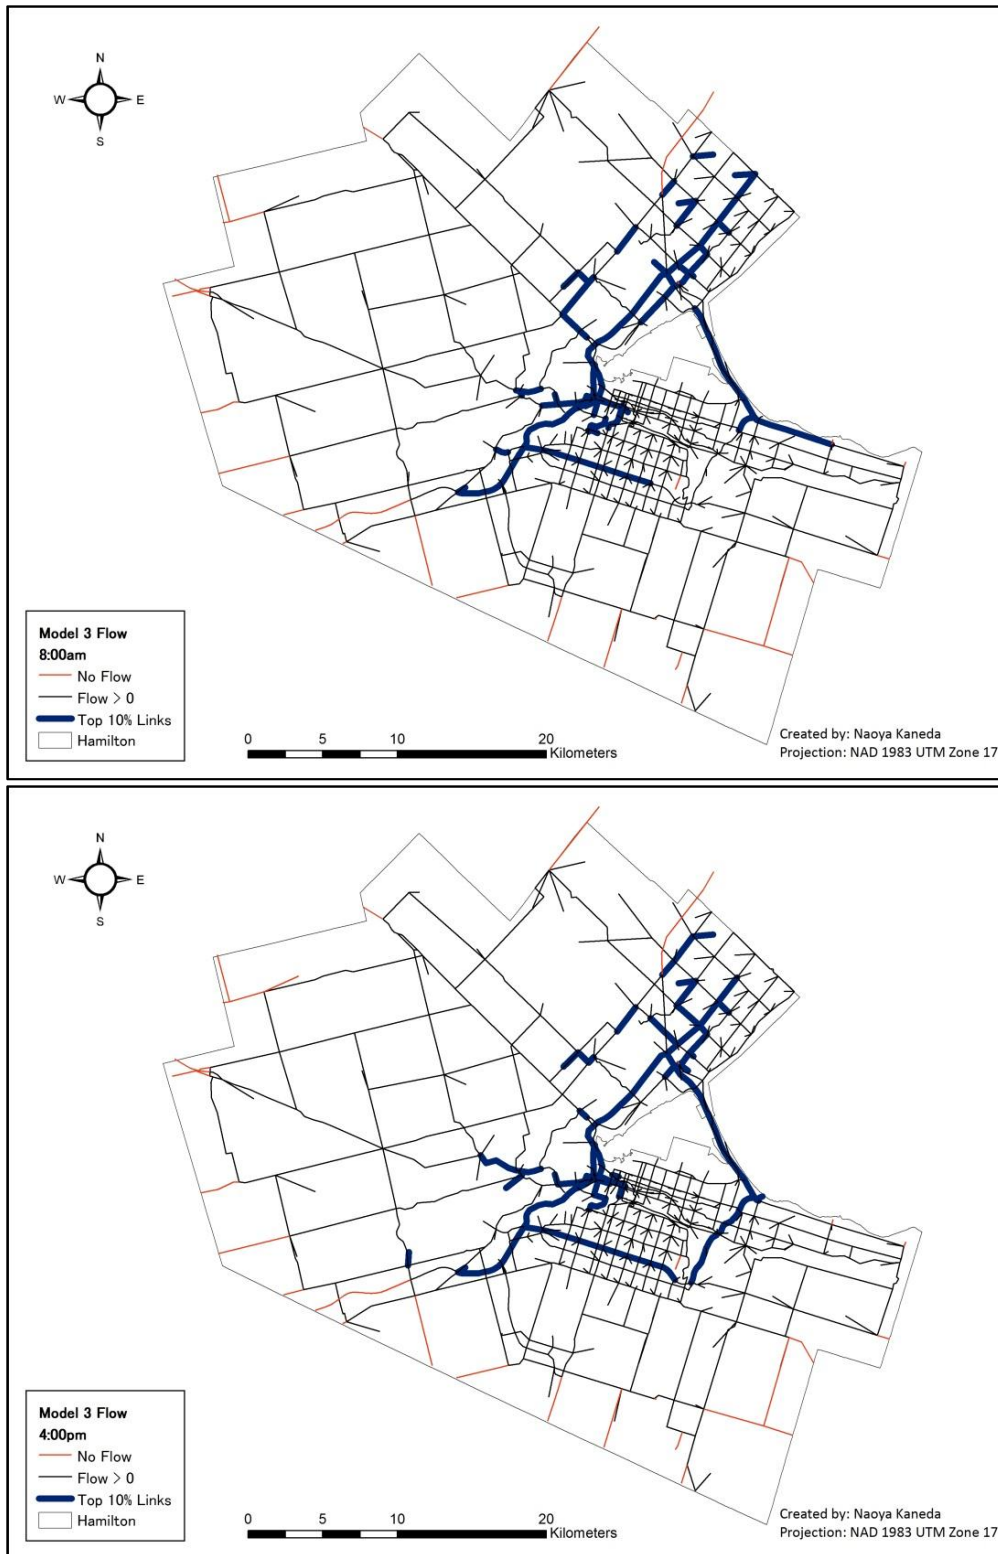 N
W E
S
Model 3 Flow
8:00am
No Flow
Flow > 0
Top 10% Links
Hamilton
0 5 10 20
Kilometers
Created by: Naoya Kaneda
Projection: NAD 1983 UTM Zone 17
N
W E
S
Model 3 Flow
4:00pm
No Flow
Flow > 0
Top 10% Links
Hamilton
0 5 10 20
Kilometers
Created by: Naoya Kaneda
Projection: NAD 1983 UTM Zone 17